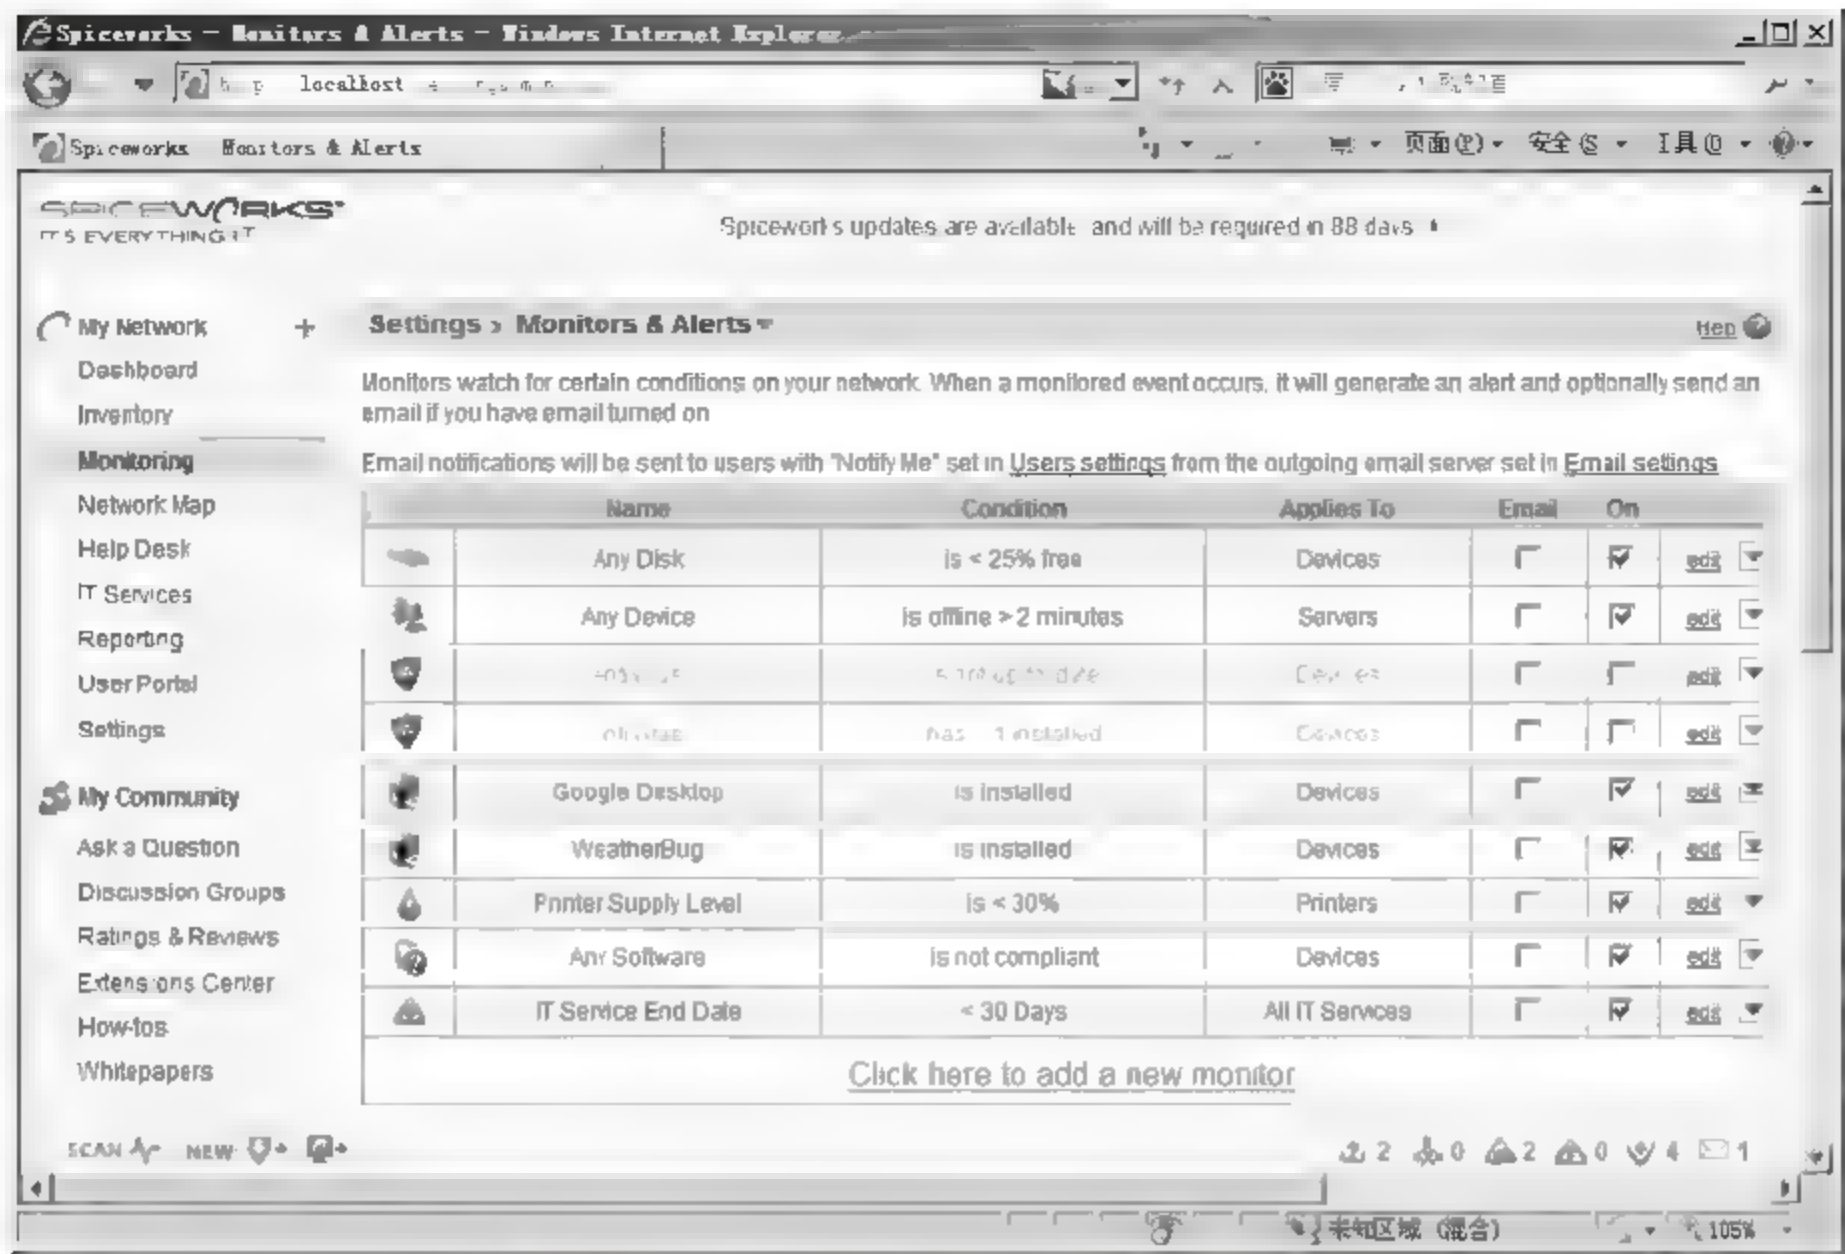 Spiceworks - Monitors & Alerts - Windows Internet Explorer
localhost
Spiceworks Monitors & Alerts
页面(P) 安全(S 工具(O
SPICEWORKS
IT'S EVERYTHING IT
Spiceworks updates are available and will be required in 88 days
My Network +
Dashboard
Inventory
Monitoring
Network Map
Help Desk
IT Services
Reporting
User Portal
Settings
My Community
Ask a Question
Discussion Groups
Ratings & Reviews
Extensions Center
How-tos
Whitepapers
Settings > Monitors & Alerts
Help
Monitors watch for certain conditions on your network. When a monitored event occurs, it will generate an alert and optionally send an
email if you have email turned on
Email notifications will be sent to users with "Notify Me" set in Users settings from the outgoing email server set in Email settings
Name Condition Applies To Email On
Any Disk is < 25% free Devices edit
Any Device is offline > 2 minutes Servers edit
date Devices edit
installed Devices edit
Google Desktop is installed Devices edit
WeatherBug is installed Devices edit
Printer Supply Level is < 30% Printers edit
Any Software is not compliant Devices edit
IT Service End Date < 30 Days All IT Services edit
Click here to add a new monitor
SCAN NEW 2 0 2 0 4 1
未知区域 (混合) 105%